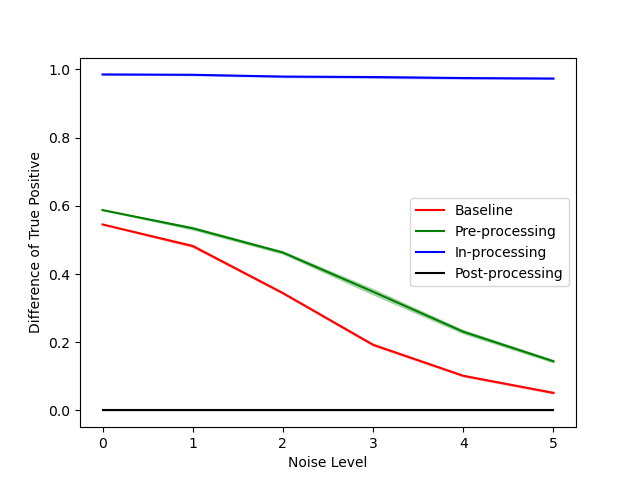 1.0
0.8
0.6
0.4
0.2
0.0
Difference of True Positive
Baseline
Pre-processing
In-processing
Post-processing
0 1 2 3 4 5
Noise Level